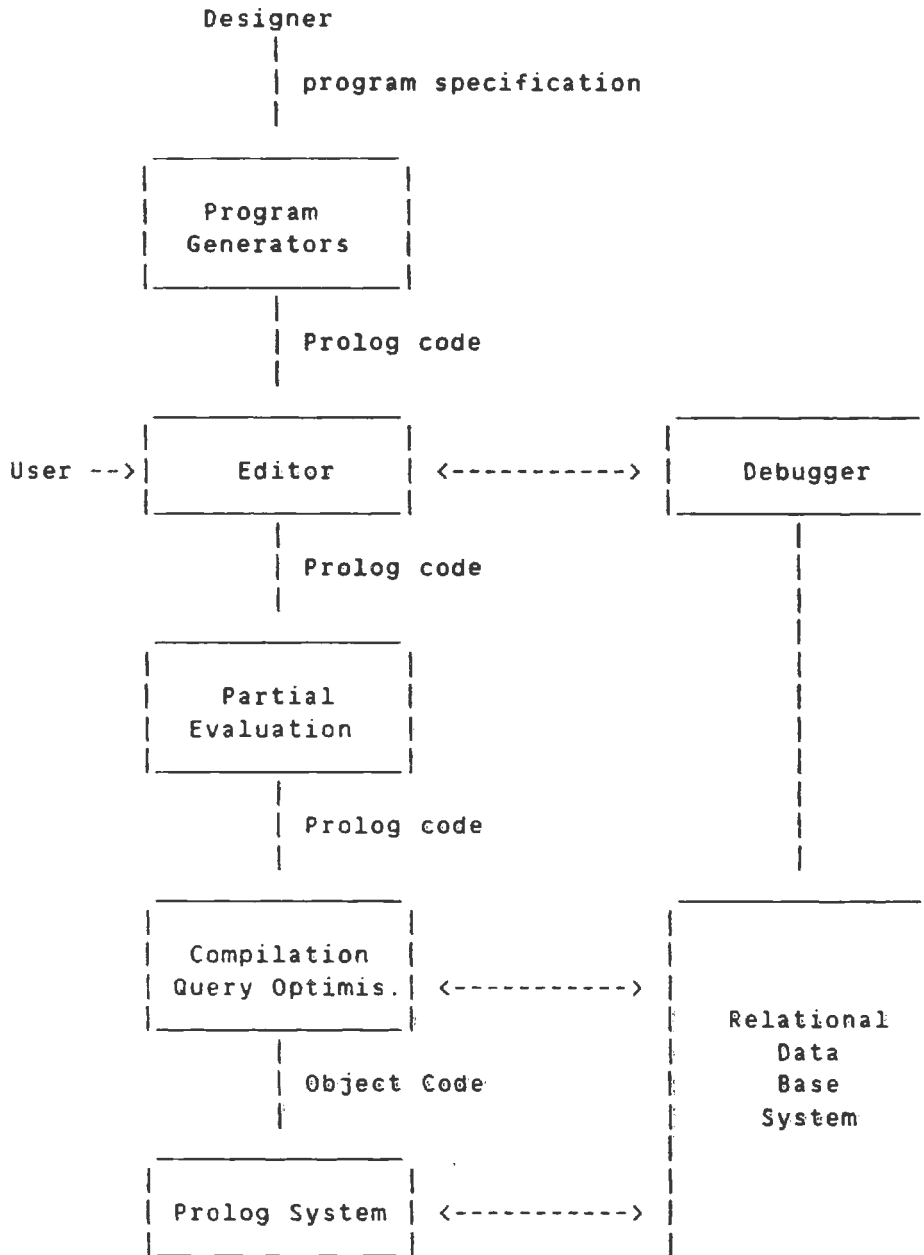 Designer
program specification
Program
Generators
Prolog code
User --> Editor <-----------> Debugger
Prolog code
Partial
Evaluation
Prolog code
Compilation
Query Optimis. <----------->
Relational
Data
Base
System
Object Code
Prolog System <----------->